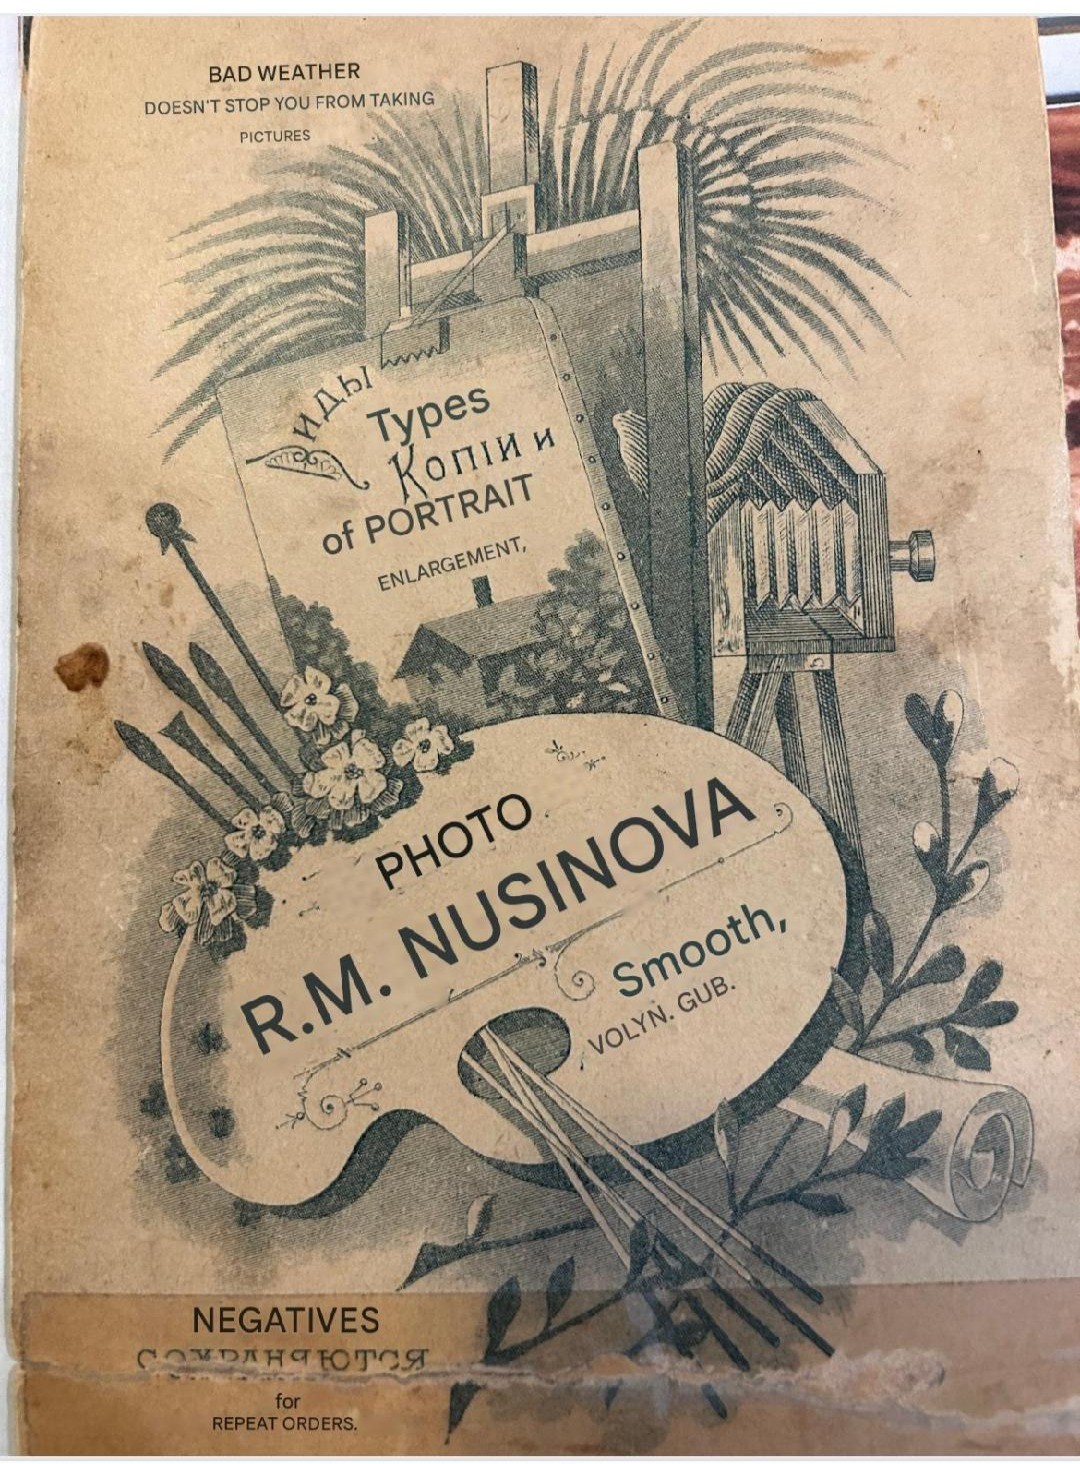 BAD WEATHER
DOESN'T STOP YOU FROM TAKING
PICTURES
Виды
Types
Копіи и
of PORTRAIT
ENLARGEMENT,
PHOTO
R.M. NUSINOVA
Smooth,
VOLYN. GUB.
NEGATIVES
СОХРАНЯЮТСЯ
for
REPEAT ORDERS.